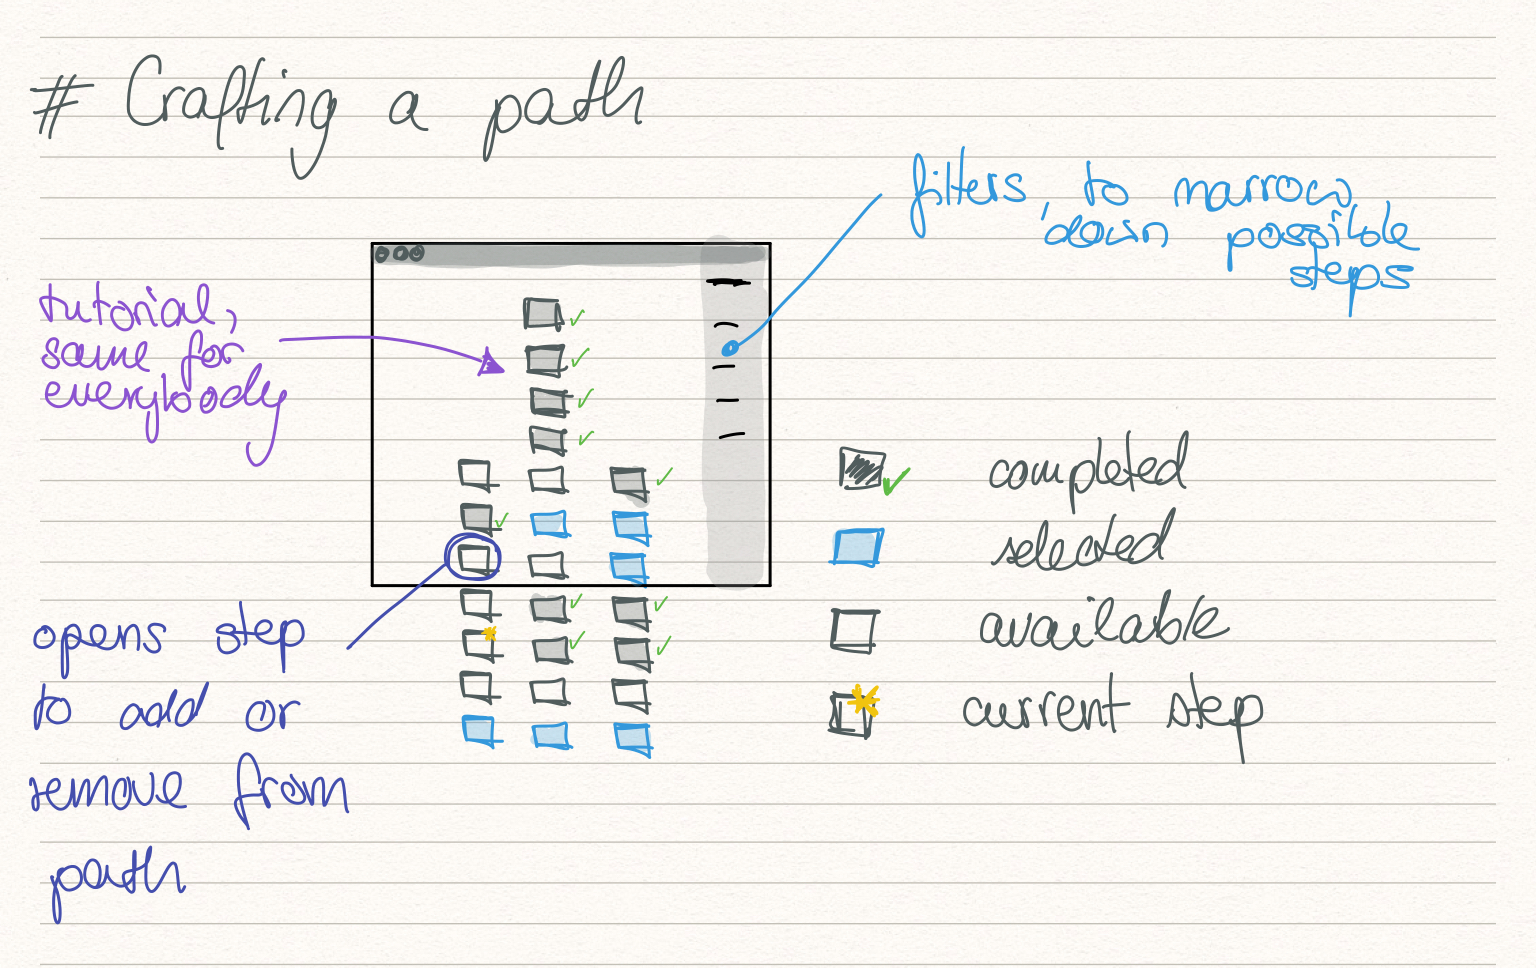 # Crafting a path
filters, to narrow
down possible
steps
tutorial,
same for
everybody
completed
selected
available
current step
opens step
to add or
remove from
path